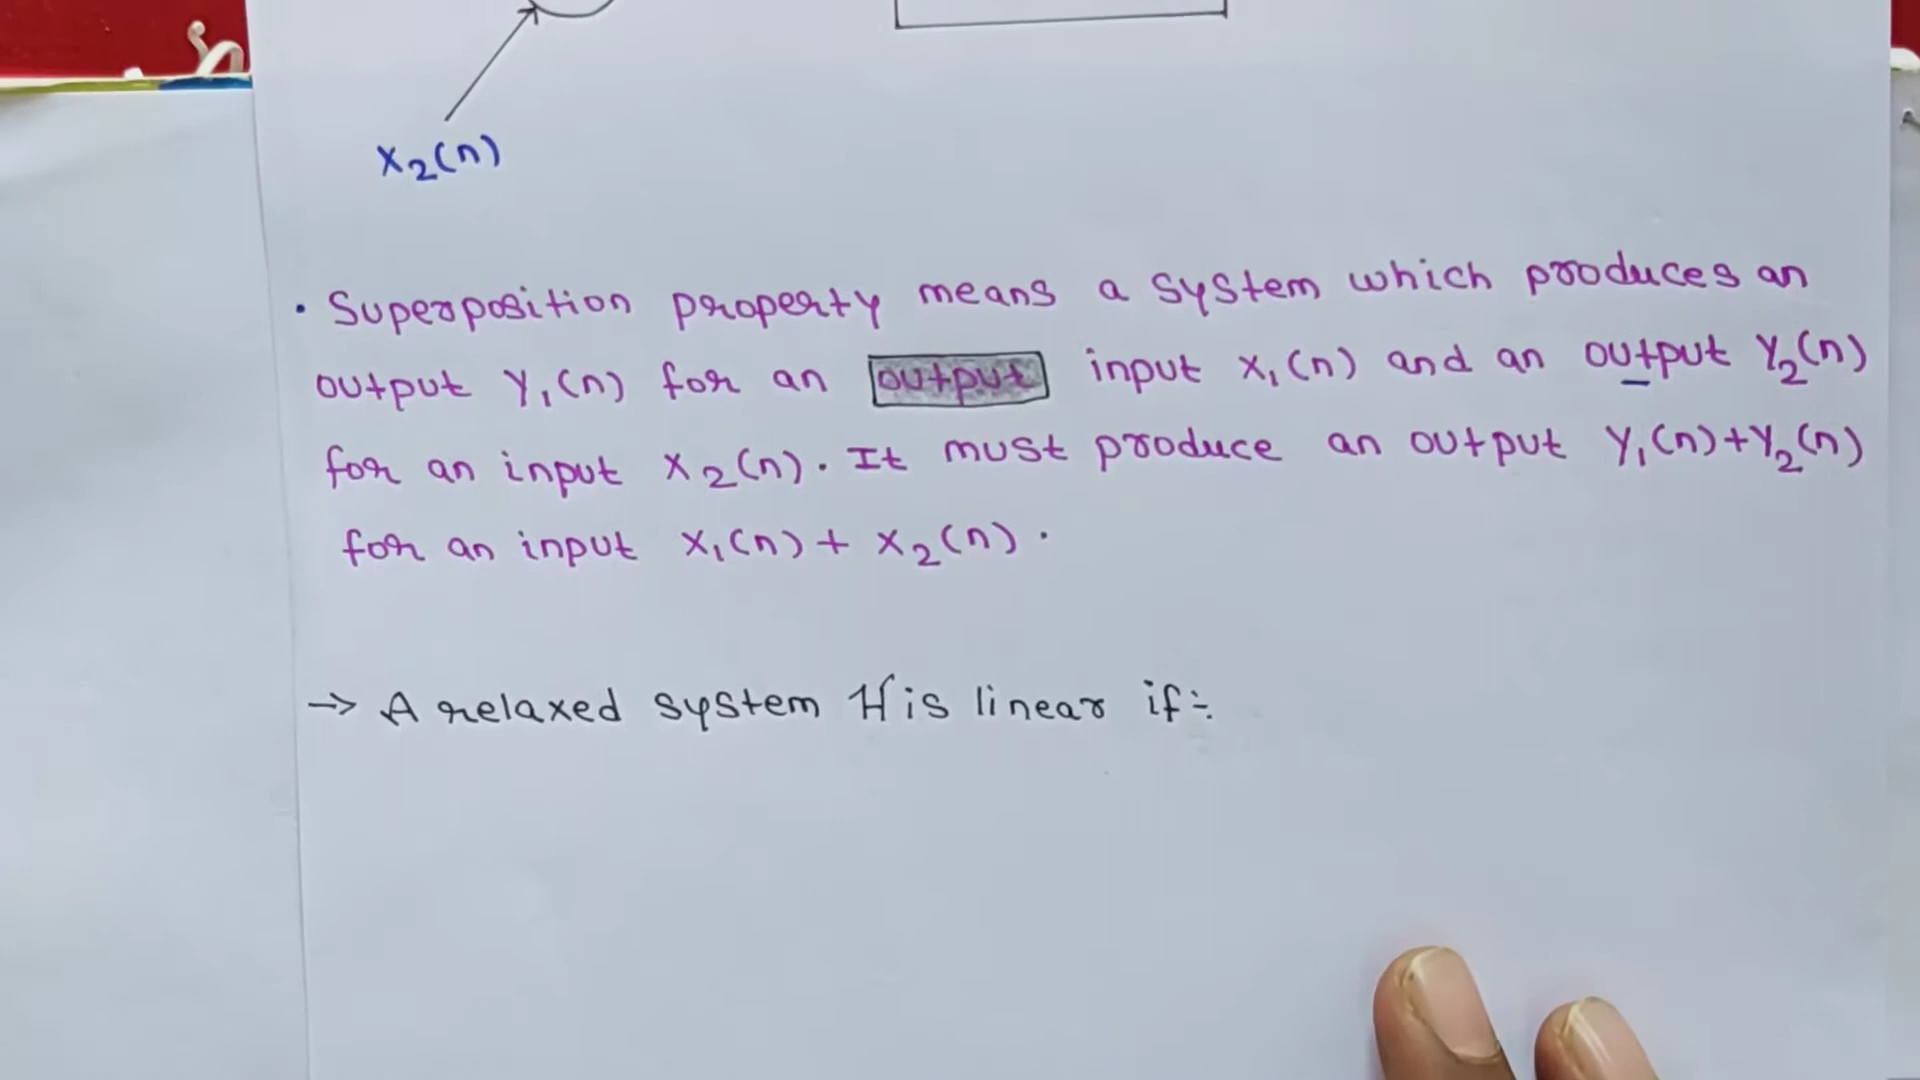 x₂(n)
• Superposition property means a system which produces an
output y₁(n) for an output input x₁(n) and an output y₂(n)
for an input x₂(n). It must produce an output y₁(n)+y₂(n)
for an input x₁(n) + x₂(n).
→ A relaxed system H is linear if÷